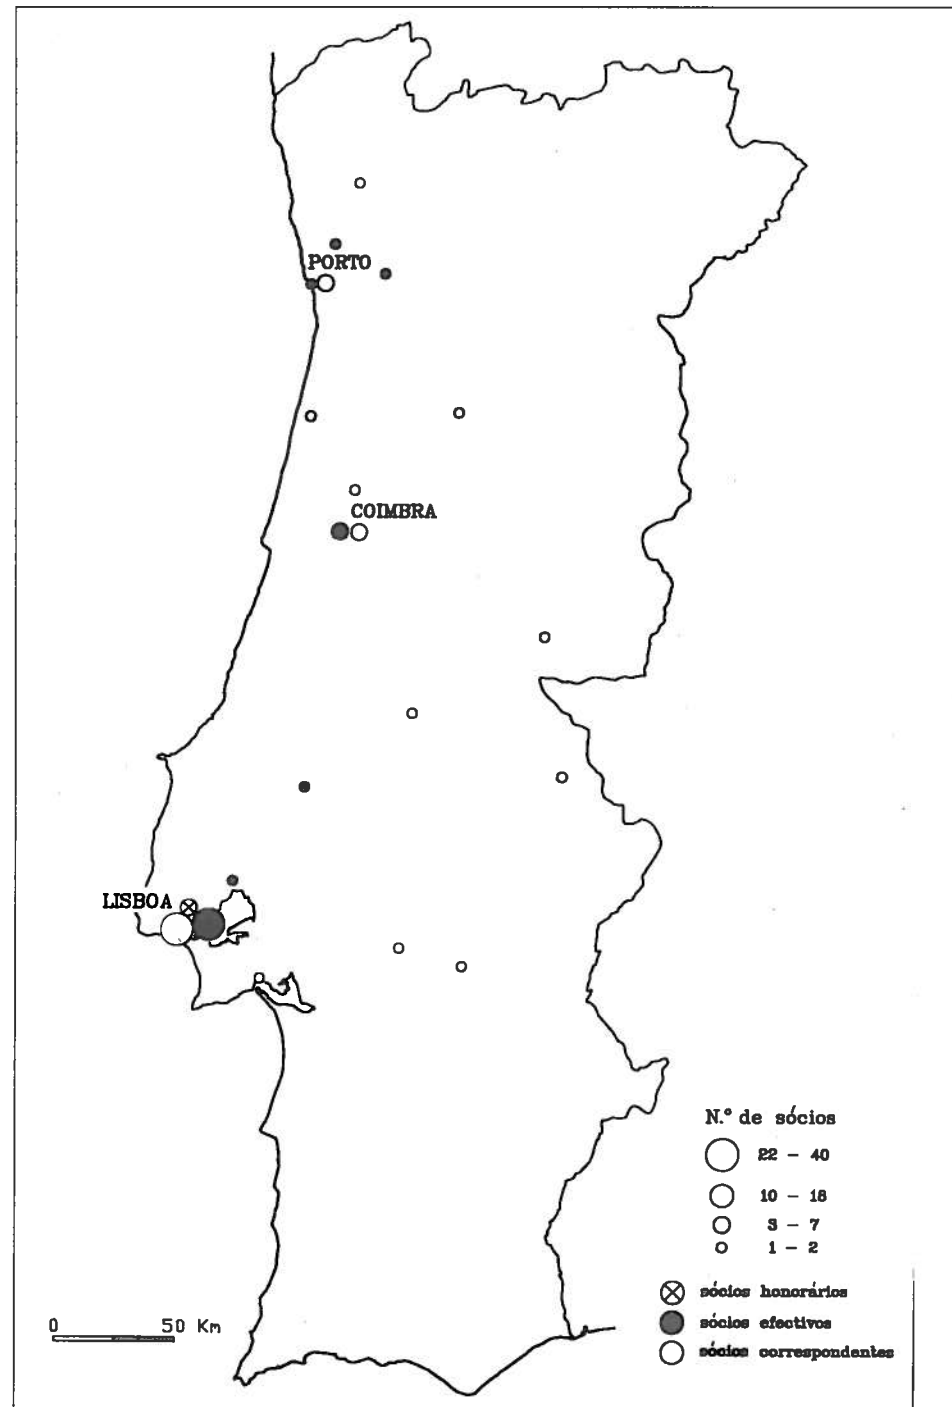 PORTO
COIMBRA
LISBOA
N.º de sócios
22 – 40
10 – 18
3 – 7
1 – 2
sócios honorários
sócios efectivos
sócios correspondentes
0 50 Km